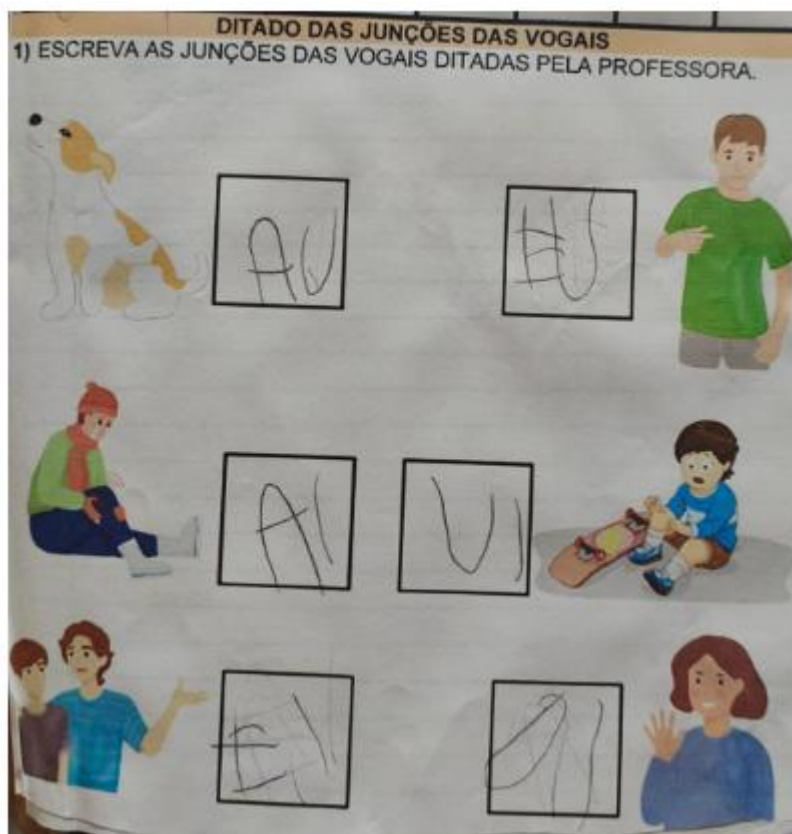 DITADO DAS JUNÇÕES DAS VOGAIS
1) ESCREVA AS JUNÇÕES DAS VOGAIS DITADAS PELA PROFESSORA.
AU
EU
AI
UI
EI
OI